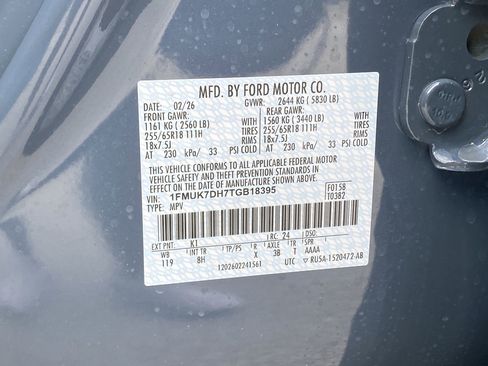 MFD. BY FORD MOTOR CO.
DATE: 02/26 GVWR: 2644 KG ( 5830 LB)
FRONT GAWR: REAR GAWR:
1161 KG ( 2560 LB) WITH 1560 KG ( 3440 LB) WITH
255/65R18 111H TIRES 255/65R18 111H TIRES
18x7.5J RIMS 18x7.5J RIMS
AT 230 kPa/ 33 PSI COLD AT 230 kPa/ 33 PSI COLD
THIS VEHICLE CONFORMS TO ALL APPLICABLE FEDERAL MOTOR
VEHICLE SAFETY AND THEFT PREVENTION STANDARDS IN
EFFECT ON THE DATE OF MANUFACTURE SHOWN ABOVE.
VIN: 1FMUK7DH7TGB18395 F0158
TYPE: MPV T0382
EXT PNT: K1 RC: 24 DSO:
WB INT TR TP/PS R AXLE TR SPR
119 8H X 3B T AAAA
1202602241561 UTC ▽ RU5A-1520472-AB